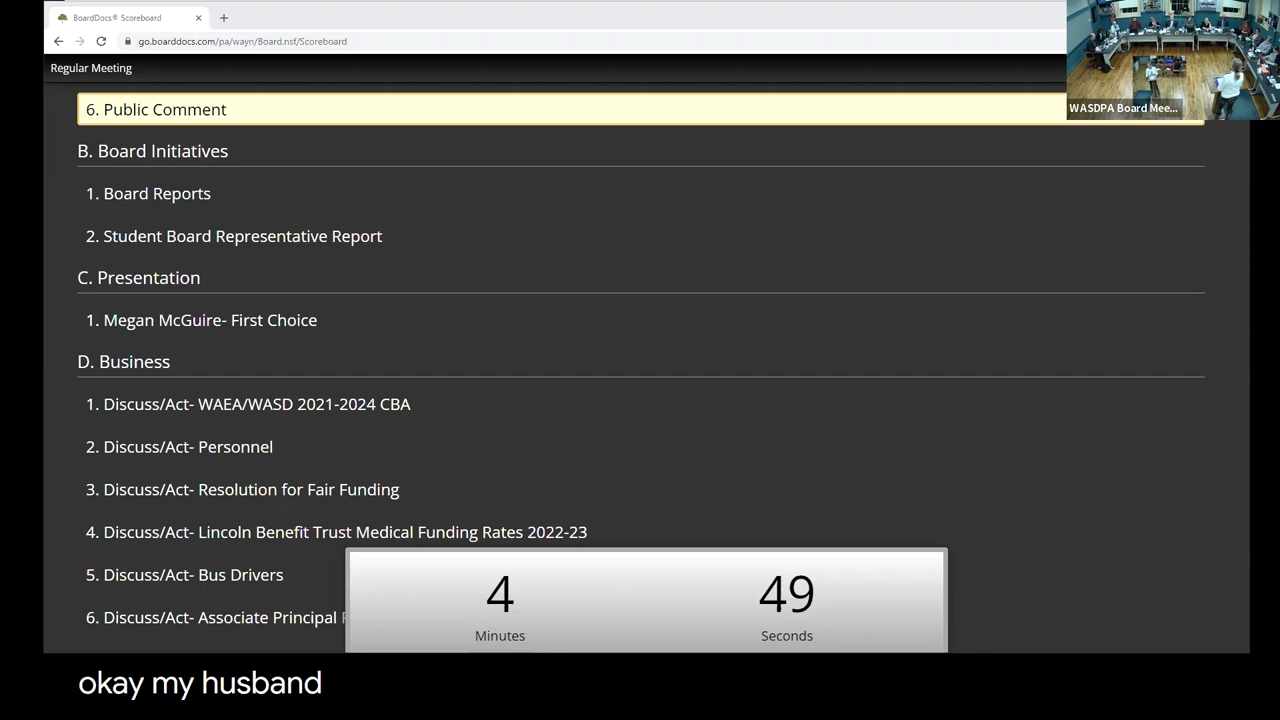 BoardDocs® Scoreboard
go.boarddocs.com/pa/wayn/Board.nsf/Scoreboard
Regular Meeting
WASDPA Board Mee...
6. Public Comment
B. Board Initiatives
1. Board Reports
2. Student Board Representative Report
C. Presentation
1. Megan McGuire- First Choice
D. Business
1. Discuss/Act- WAEA/WASD 2021-2024 CBA
2. Discuss/Act- Personnel
3. Discuss/Act- Resolution for Fair Funding
4. Discuss/Act- Lincoln Benefit Trust Medical Funding Rates 2022-23
5. Discuss/Act- Bus Drivers
6. Discuss/Act- Associate Principal
4 49
Minutes Seconds
okay my husband